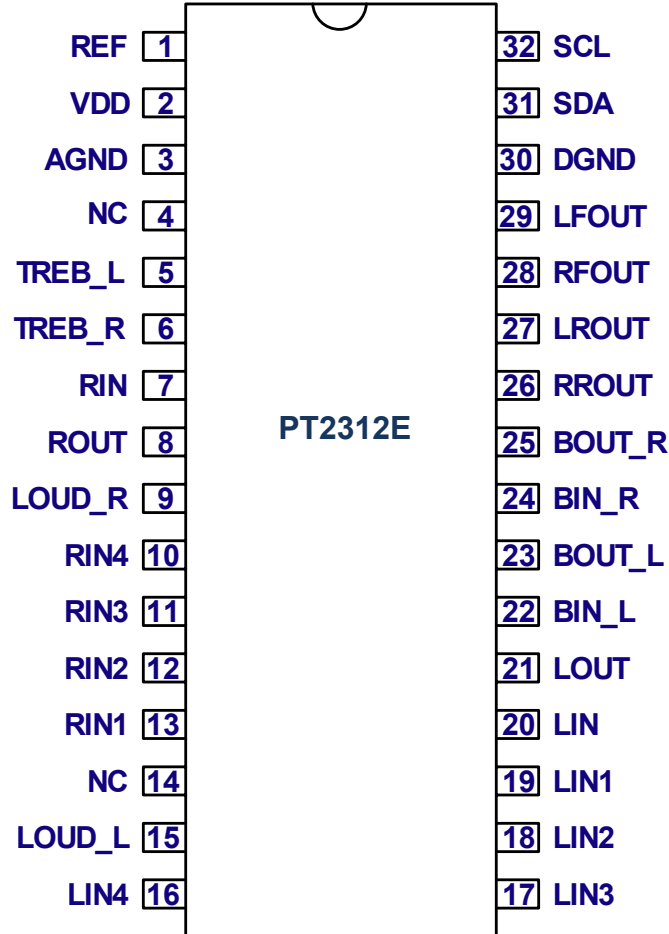 REF 1 32 SCL
VDD 2 31 SDA
AGND 3 30 DGND
NC 4 29 LFOUT
TREB_L 5 28 RFOUT
TREB_R 6 27 LROUT
RIN 7 26 RROUT
PT2312E
ROUT 8 25 BOUT_R
LOUD_R 9 24 BIN_R
RIN4 10 23 BOUT_L
RIN3 11 22 BIN_L
RIN2 12 21 LOUT
RIN1 13 20 LIN
NC 14 19 LIN1
LOUD_L 15 18 LIN2
LIN4 16 17 LIN3